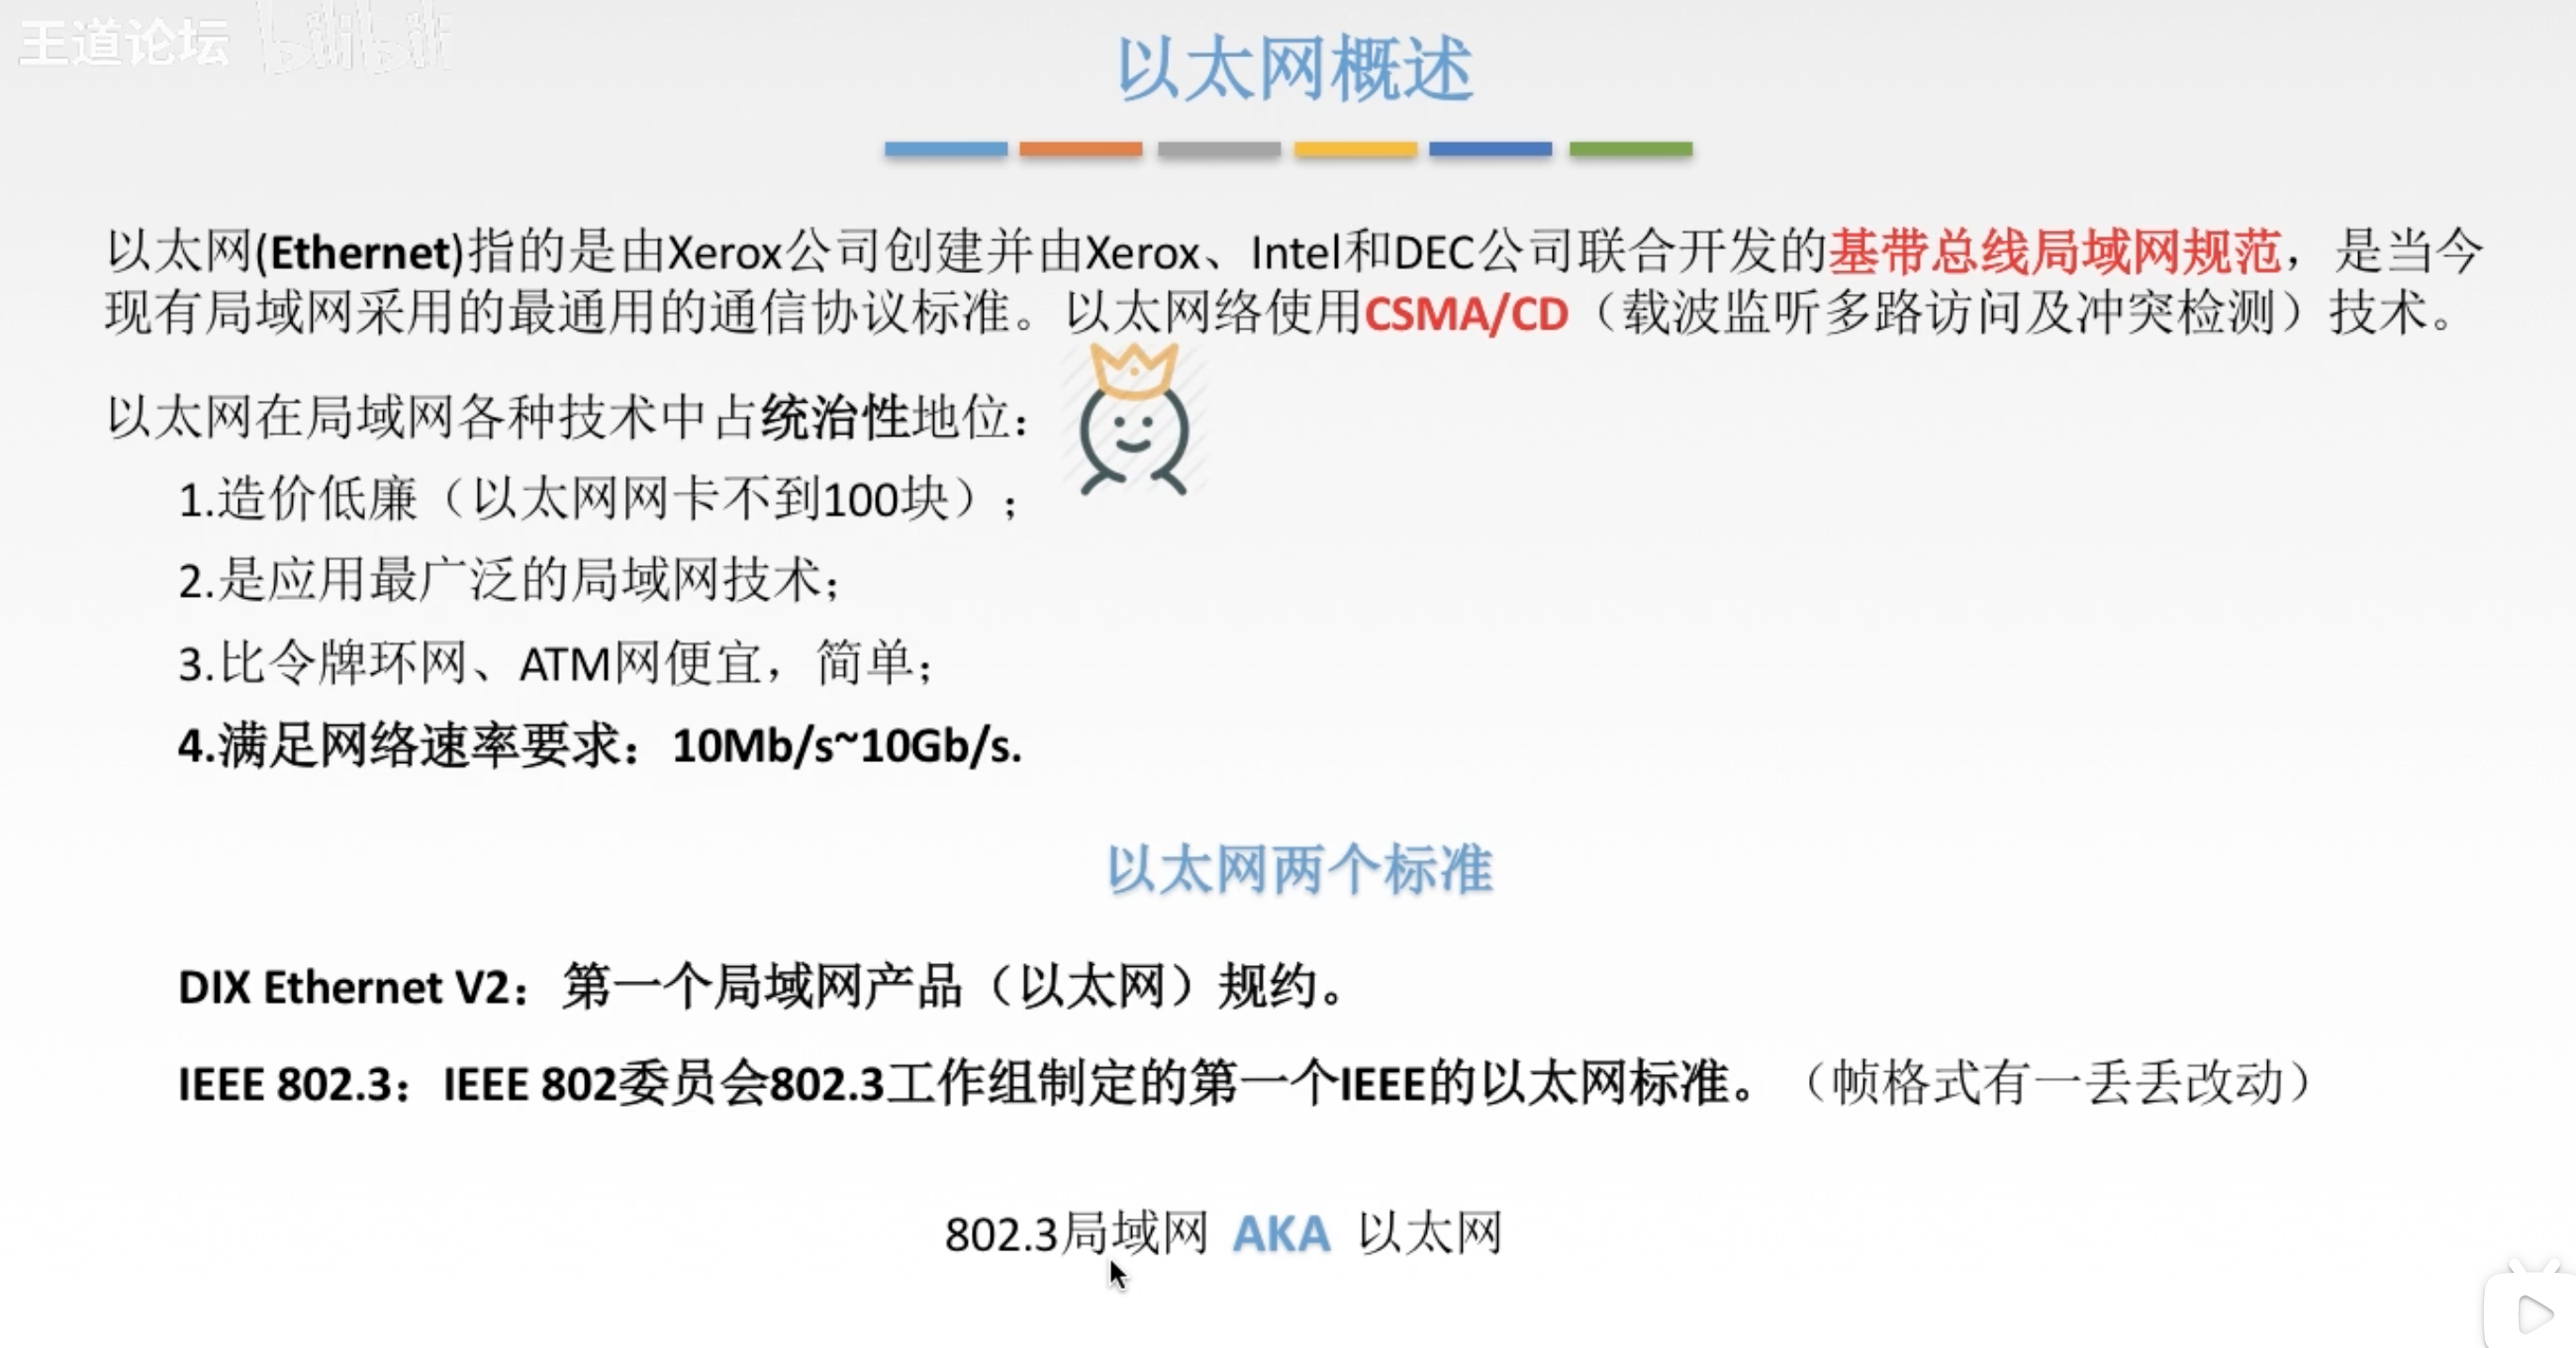 王道论坛 bilibili
以太网概述
以太网(Ethernet)指的是由Xerox公司创建并由Xerox、Intel和DEC公司联合开发的基带总线局域网规范，是当今
现有局域网采用的最通用的通信协议标准。以太网络使用CSMA/CD（载波监听多路访问及冲突检测）技术。
以太网在局域网各种技术中占统治性地位：
1.造价低廉（以太网网卡不到100块）；
2.是应用最广泛的局域网技术；
3.比令牌环网、ATM网便宜，简单；
4.满足网络速率要求：10Mb/s~10Gb/s.
以太网两个标准
DIX Ethernet V2：第一个局域网产品（以太网）规约。
IEEE 802.3：IEEE 802委员会802.3工作组制定的第一个IEEE的以太网标准。（帧格式有一丢丢改动）
802.3局域网 AKA 以太网